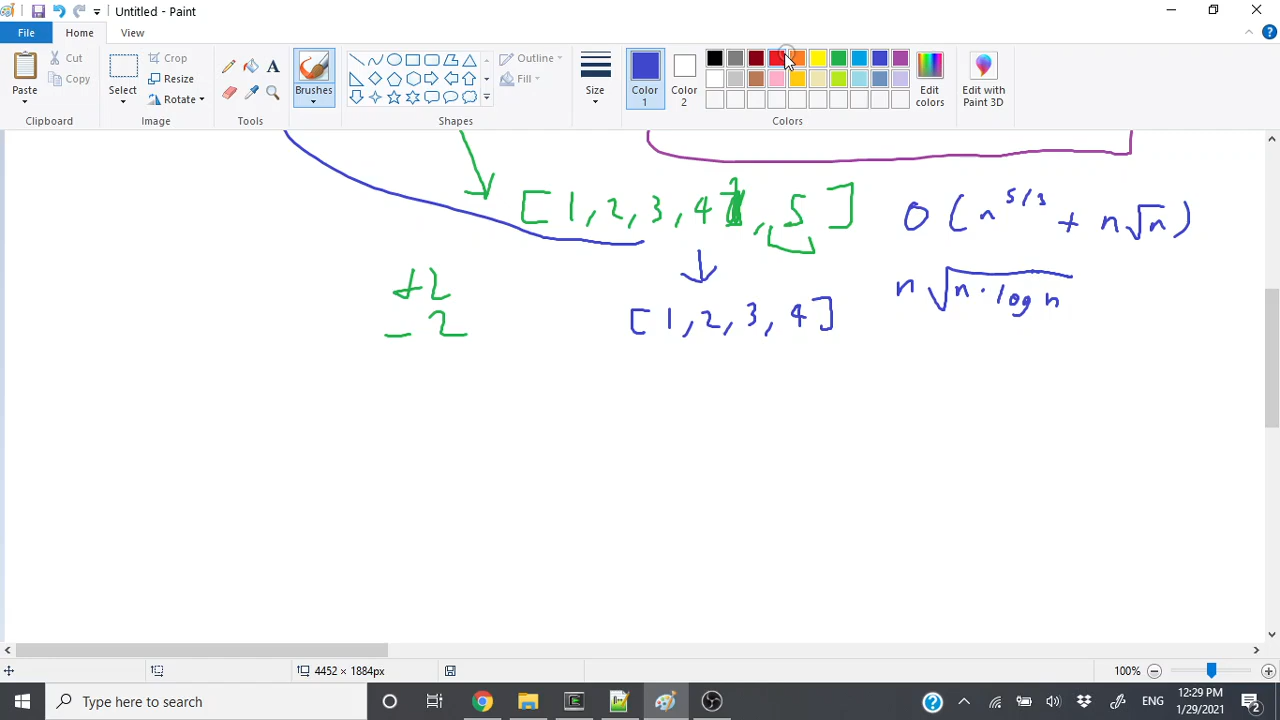 Untitled - Paint
File Home View
Paste
Cut
Copy
Clipboard
Select
Crop
Resize
Rotate
Image
Tools
Brushes
Outline
Fill
Shapes
Size
Color 1
Color 2
Edit colors
Colors
Edit with Paint 3D
[ 1, 2, 3, 4 , 5 ]
O ( n^{5/3} + n√n )
+2
- 2
[ 1, 2, 3, 4 ]
n √(n · log n)
4452 × 1884px
100%
Type here to search
ENG
12:29 PM
1/29/2021
2